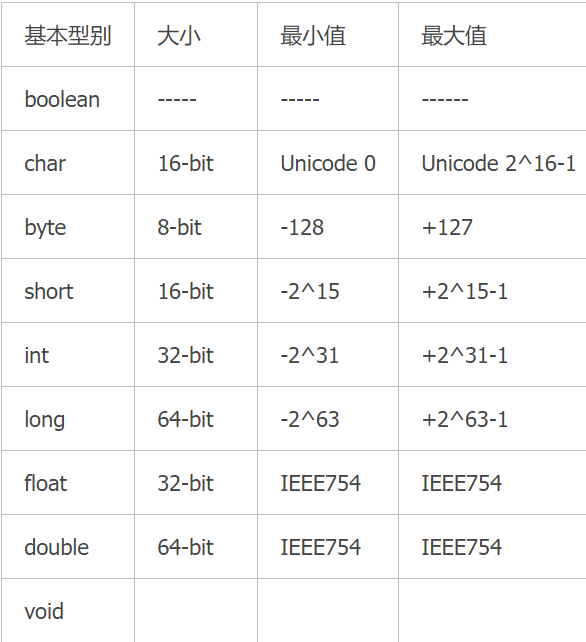 基本型别 大小 最小值 最大值
boolean ----- ----- ------
char 16-bit Unicode 0 Unicode 2^16-1
byte 8-bit -128 +127
short 16-bit -2^15 +2^15-1
int 32-bit -2^31 +2^31-1
long 64-bit -2^63 +2^63-1
float 32-bit IEEE754 IEEE754
double 64-bit IEEE754 IEEE754
void